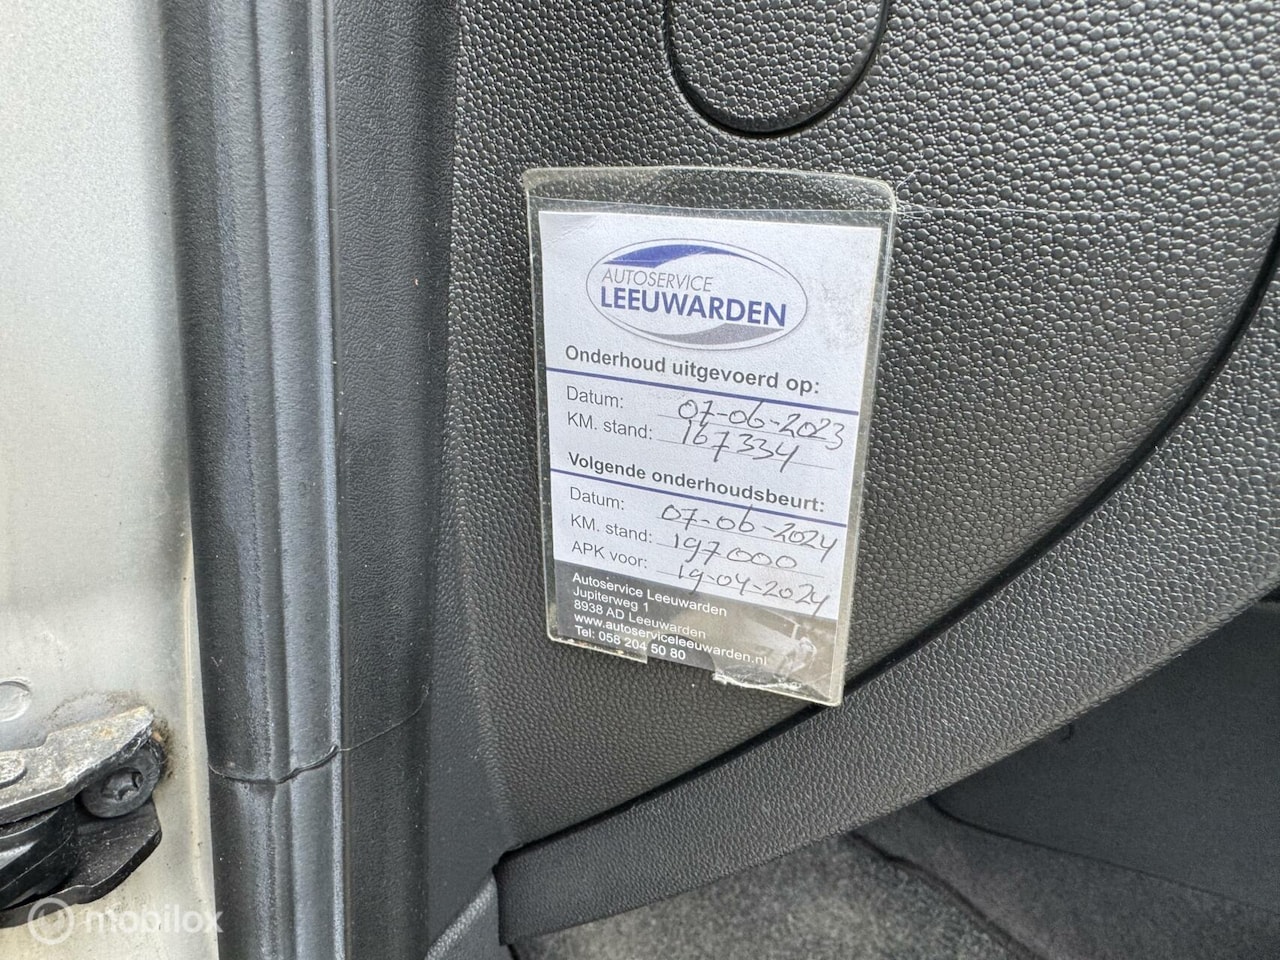 AUTOSERVICE
LEEUWARDEN
Onderhoud uitgevoerd op:
Datum: 07-06-2023
KM. stand: 167334
Volgende onderhoudsbeurt:
Datum: 07-06-2024
KM. stand: 197000
APK voor: 19-04-2024
Autoservice Leeuwarden
Jupiterweg 1
8938 AD Leeuwarden
www.autoserviceleeuwarden.nl
Tel: 058 204 50 80
mobilox